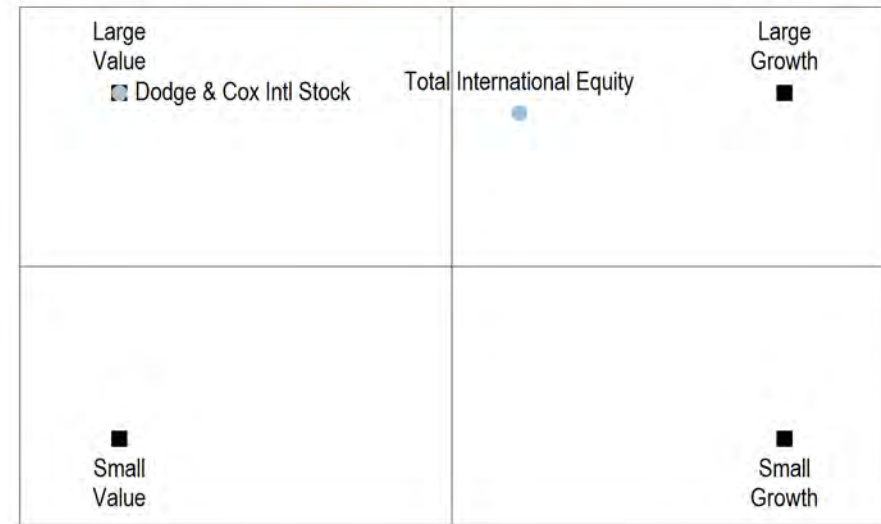 Large
Value
Large
Growth
Dodge & Cox Intl Stock
Total International Equity
Small
Value
Small
Growth